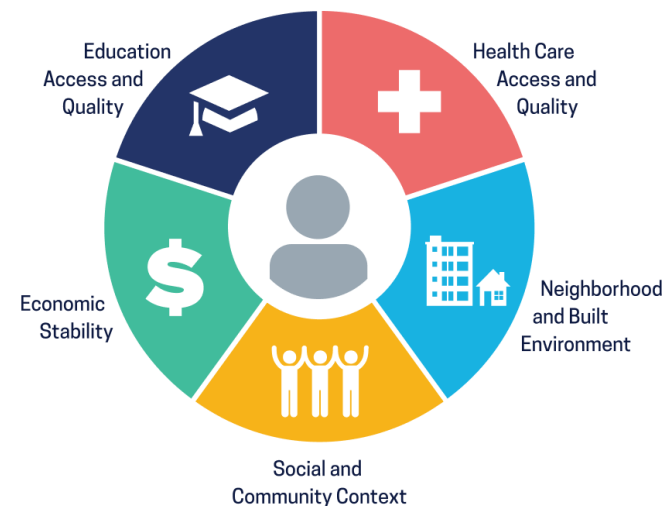 Education
Access and
Quality
Health Care
Access and
Quality
Economic
Stability
Neighborhood
and Built
Environment
Social and
Community Context